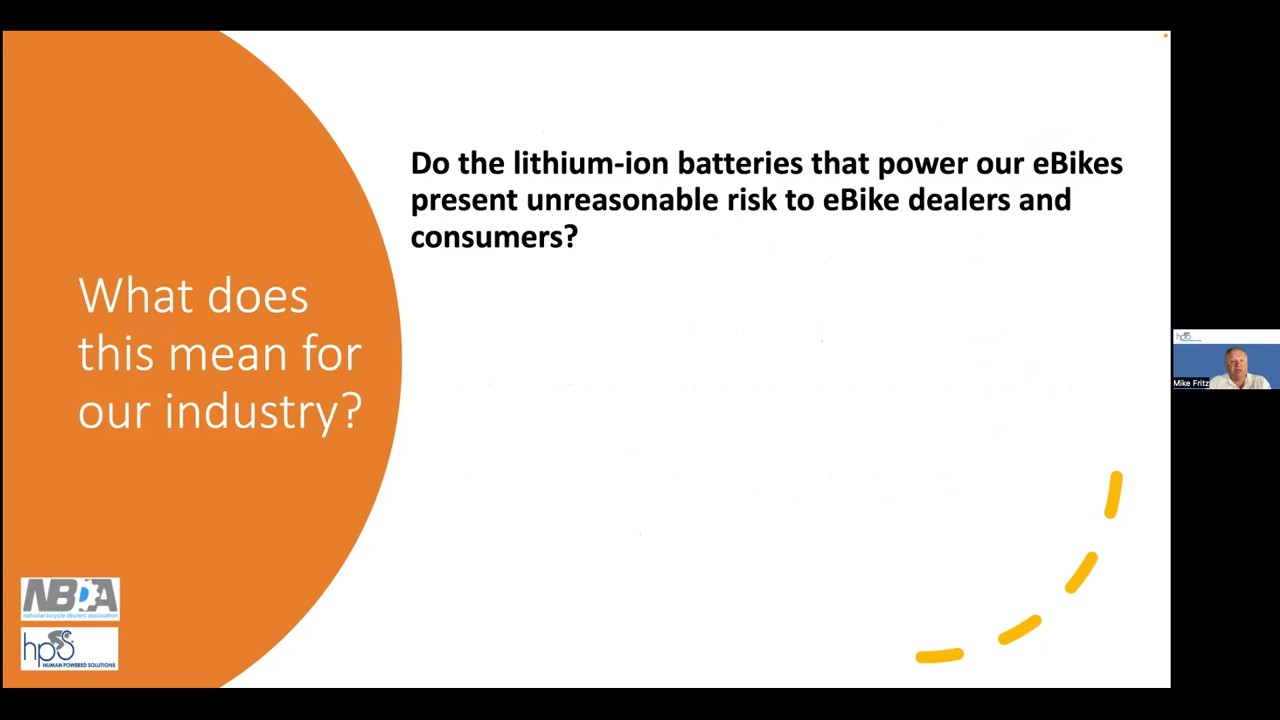 Do the lithium-ion batteries that power our eBikes
present unreasonable risk to eBike dealers and
consumers?
What does
this mean for
our industry?
NBDA
national bicycle dealers association
hps
HUMAN POWERED SOLUTIONS
hps
Mike Fritz